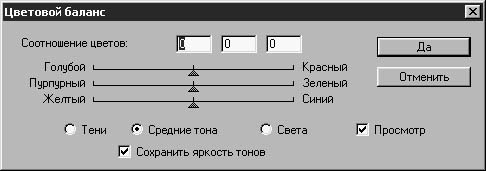 Цветовой баланс
Соотношение цветов: 0 0 0 Да
Голубой Красный
Пурпурный Зеленый Отменить
Желтый Синий
Тени Средние тона Света Просмотр
Сохранить яркость тонов